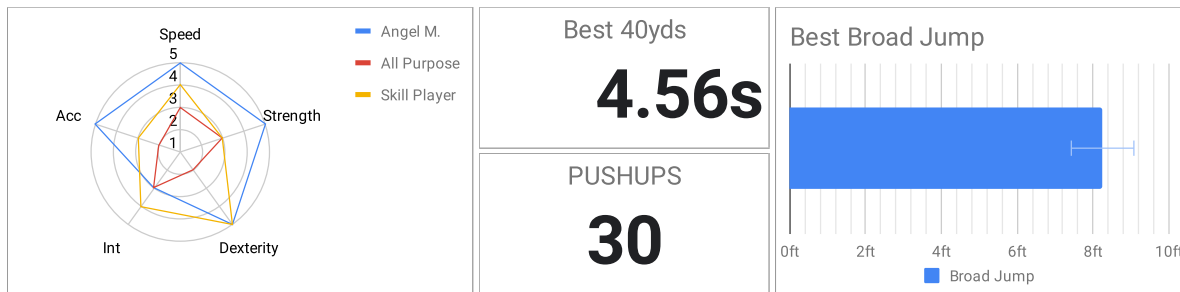 Speed
5
4
3
2
1
Acc
Strength
Int
Dexterity
Angel M.
All Purpose
Skill Player
Best 40yds
4.56s
PUSHUPS
30
Best Broad Jump
0ft 2ft 4ft 6ft 8ft 10ft
Broad Jump